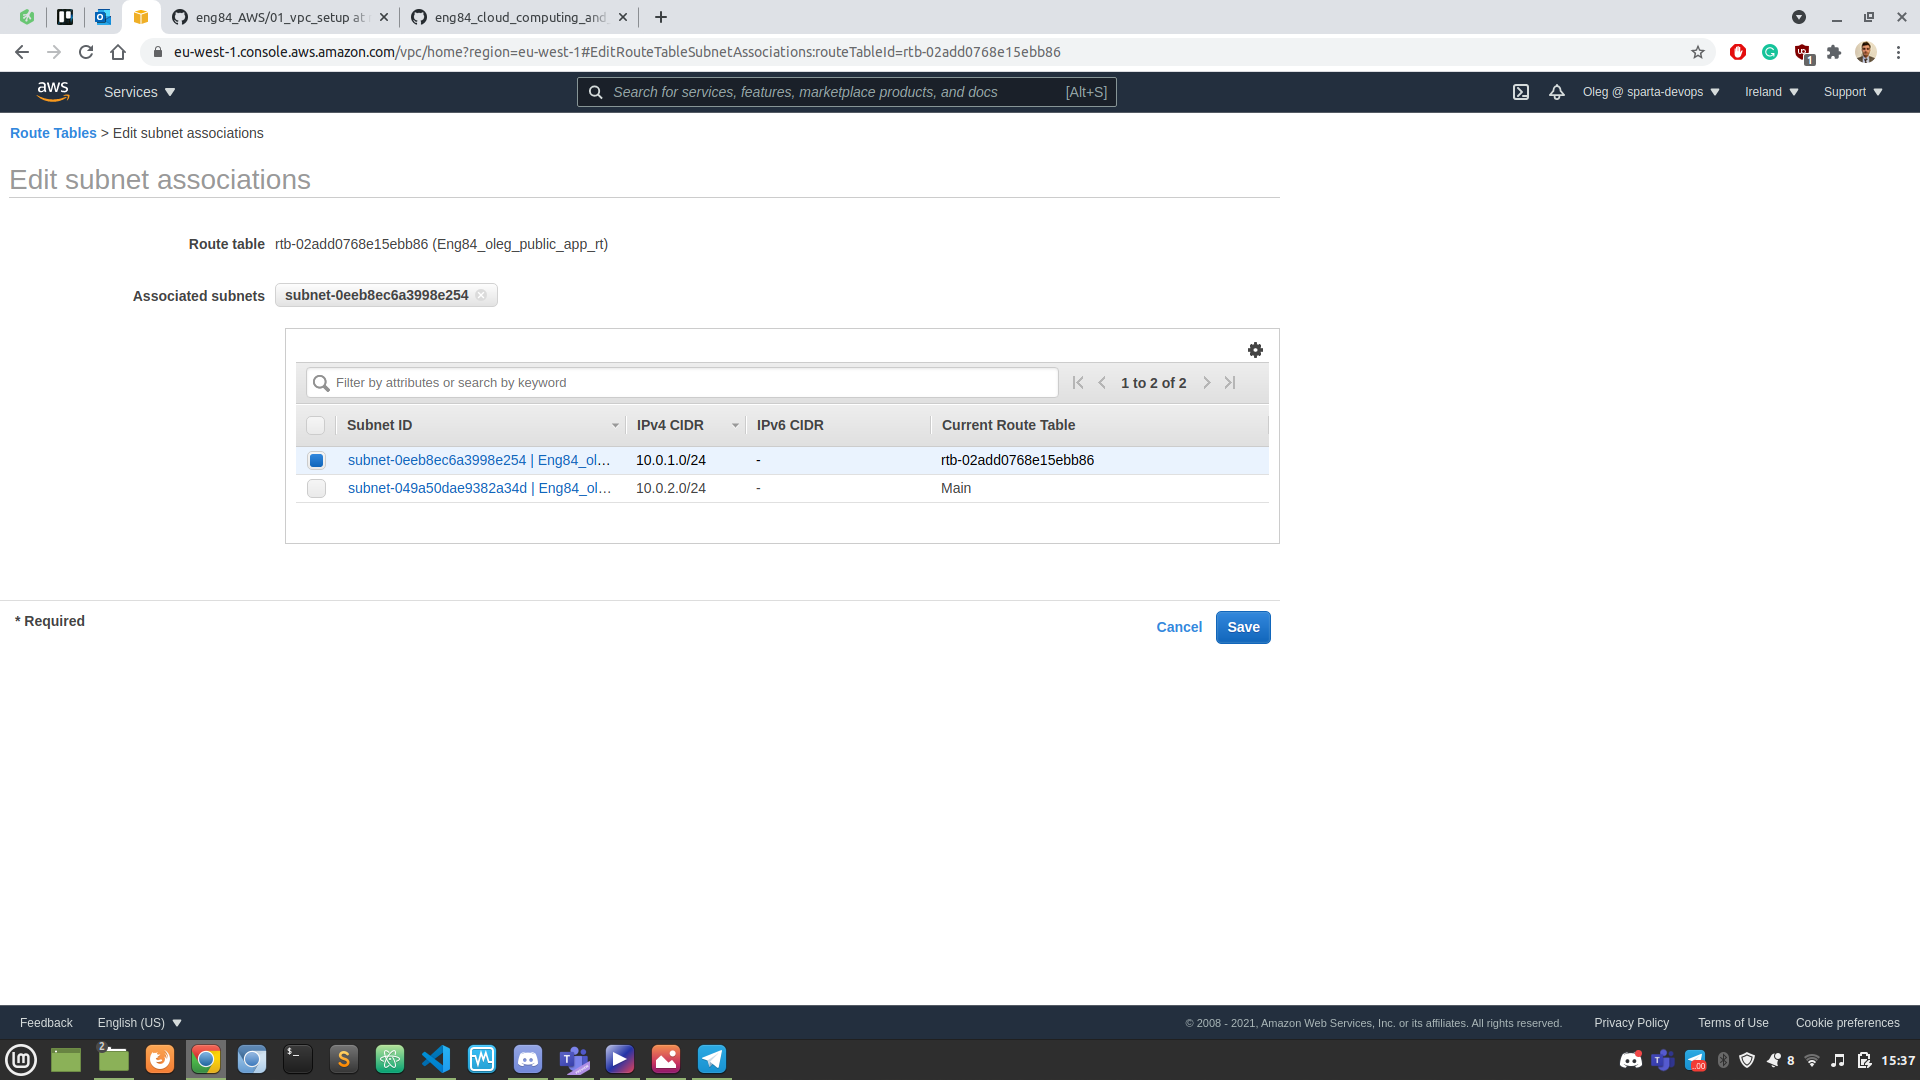 eng84_AWS/01_vpc_setup at
eng84_cloud_computing_and_
eu-west-1.console.aws.amazon.com/vpc/home?region=eu-west-1#EditRouteTableSubnetAssociations:routeTableId=rtb-02add0768e15ebb86
1
aws
Services
Search for services, features, marketplace products, and docs
[Alt+S]
Oleg @ sparta-devops
Ireland
Support
Route Tables > Edit subnet associations
Edit subnet associations
Route table rtb-02add0768e15ebb86 (Eng84_oleg_public_app_rt)
Associated subnets subnet-0eeb8ec6a3998e254
Filter by attributes or search by keyword
1 to 2 of 2
Subnet ID IPv4 CIDR IPv6 CIDR Current Route Table
subnet-0eeb8ec6a3998e254 | Eng84_ol... 10.0.1.0/24 - rtb-02add0768e15ebb86
subnet-049a50dae9382a34d | Eng84_ol... 10.0.2.0/24 - Main
* Required
Cancel
Save
Feedback
English (US)
© 2008 - 2021, Amazon Web Services, Inc. or its affiliates. All rights reserved.
Privacy Policy
Terms of Use
Cookie preferences
2
8
15:37